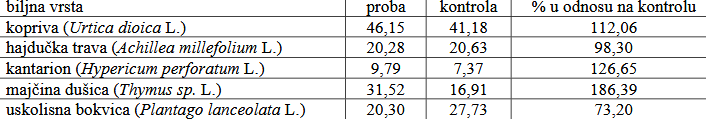 biljna vrsta proba kontrola % u odnosu na kontrolu
kopriva (Urtica dioica L.) 46,15 41,18 112,06
hajdučka trava (Achillea millefolium L.) 20,28 20,63 98,30
kantarion (Hypericum perforatum L.) 9,79 7,37 126,65
majčina dušica (Thymus sp. L.) 31,52 16,91 186,39
uskolisna bokvica (Plantago lanceolata L.) 20,30 27,73 73,20